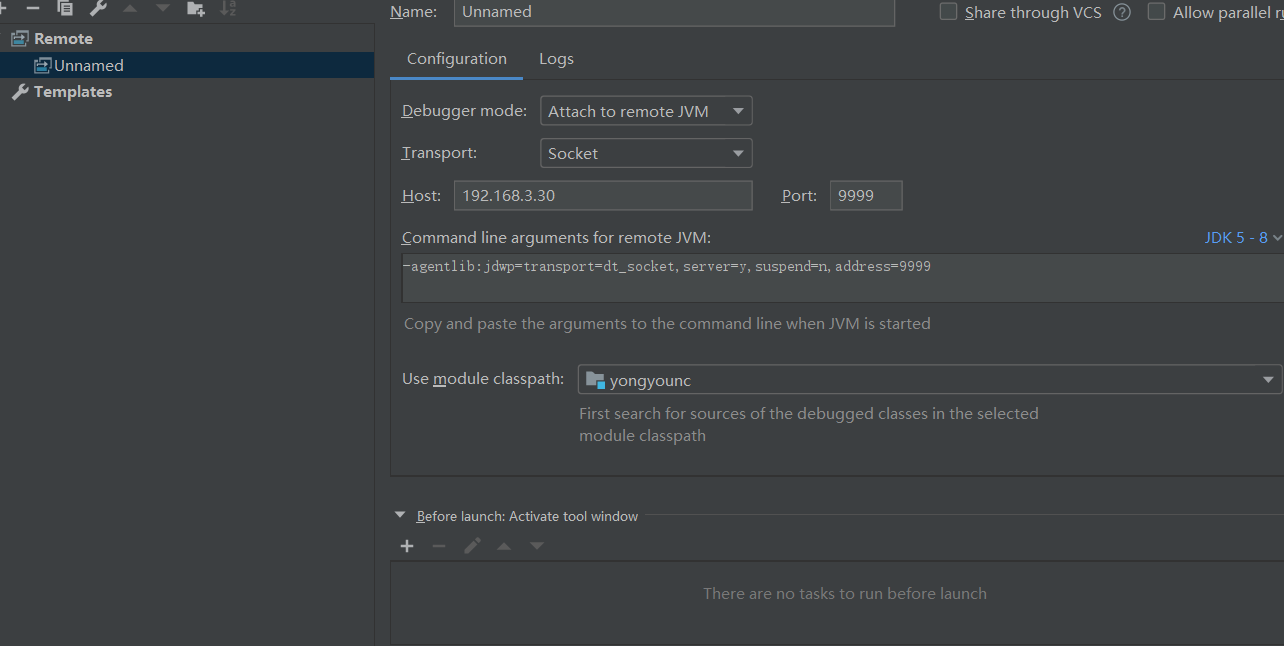 Name: Unnamed Share through VCS ? Allow parallel
Remote
Unnamed
Templates
Configuration Logs
Debugger mode: Attach to remote JVM
Transport: Socket
Host: 192.168.3.30 Port: 9999
Command line arguments for remote JVM: JDK 5 - 8
-agentlib:jdwp=transport=dt_socket,server=y,suspend=n,address=9999
Copy and paste the arguments to the command line when JVM is started
Use module classpath: yongyounc
First search for sources of the debugged classes in the selected
module classpath
Before launch: Activate tool window
There are no tasks to run before launch